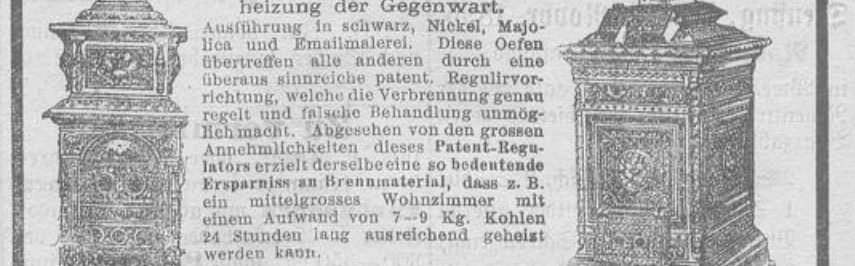 heizung der Gegenwart.
Ausführung in schwarz, Nickel, Majo-
lica und Emailmalerei. Diese Oefen
übertreffen alle anderen durch eine
überaus sinnreiche patent. Regulirvor-
richtung, welche die Verbrennung genau
regelt und falsche Behandlung unmög-
lich macht. Abgesehen von den grossen
Annehmlichkeiten dieses Patent-Regu-
lators erzielt derselbe eine so bedeutende
Ersparniss an Brennmaterial, dass z. B.
ein mittelgrosses Wohnzimmer mit
einem Aufwand von 7–9 Kg. Kohlen
24 Stunden lang ausreichend geheizt
werden kann.